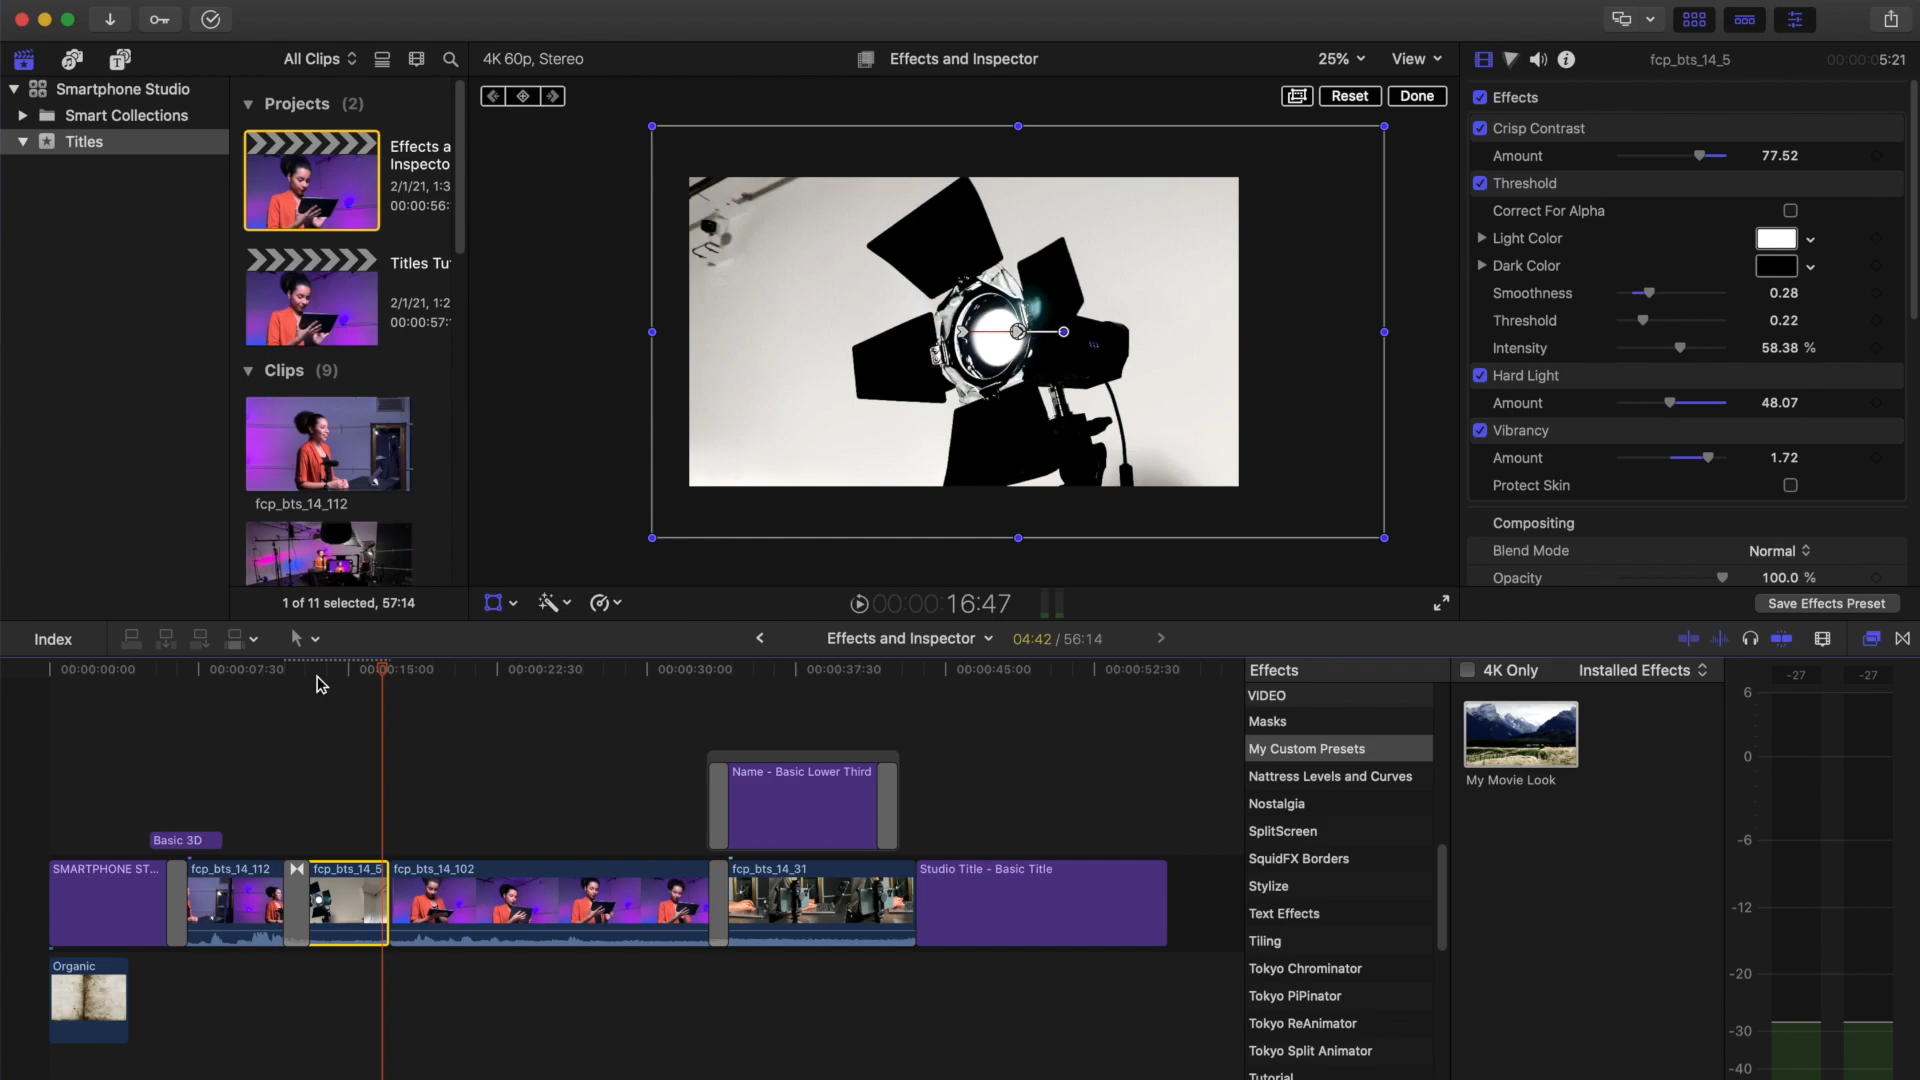 All Clips
4K 60p, Stereo
Effects and Inspector
25%
View
fcp_bts_14_5
00:00:05:21
Smartphone Studio
Smart Collections
Titles
Projects (2)
Effects a
Inspecto
2/1/21, 1:3
00:00:56:
Titles Tu
2/1/21, 1:2
00:00:57:
Clips (9)
fcp_bts_14_112
1 of 11 selected, 57:14
Reset
Done
00:00:16:47
Effects
Crisp Contrast
Amount 77.52
Threshold
Correct For Alpha
Light Color
Dark Color
Smoothness 0.28
Threshold 0.22
Intensity 58.38 %
Hard Light
Amount 48.07
Vibrancy
Amount 1.72
Protect Skin
Compositing
Blend Mode Normal
Opacity 100.0 %
Save Effects Preset
Index
Effects and Inspector
04:42 / 56:14
00:00:00:00
00:00:07:30
00:00:15:00
00:00:22:30
00:00:30:00
00:00:37:30
00:00:45:00
00:00:52:30
Name - Basic Lower Third
Basic 3D
SMARTPHONE ST...
fcp_bts_14_112
fcp_bts_14_5
fcp_bts_14_102
fcp_bts_14_31
Studio Title - Basic Title
Organic
Effects
4K Only
Installed Effects
VIDEO
Masks
My Custom Presets
Nattress Levels and Curves
Nostalgia
SplitScreen
SquidFX Borders
Stylize
Text Effects
Tiling
Tokyo Chrominator
Tokyo PiPinator
Tokyo ReAnimator
Tokyo Split Animator
Tutorial
My Movie Look
-27
-27
6
0
-6
-12
-20
-30
-40